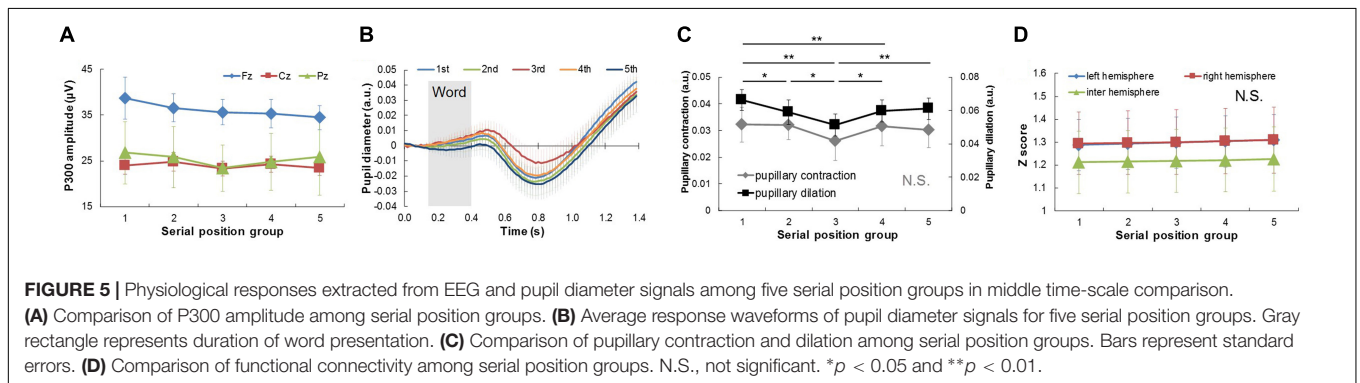 A
Fz Cz Pz
P300 amplitude (µV)
45
35
25
15
1 2 3 4 5
Serial position group
B
1st 2nd 3rd 4th 5th
Pupil diameter (a.u.)
0.05
0.04
0.03
0.02
0.01
0.00
-0.01
-0.02
-0.03
-0.04
Word
0.0 0.2 0.4 0.6 0.8 1.0 1.2 1.4
Time (s)
C
**
** **
* * *
Pupillary contraction (a.u.)
0.05
0.04
0.03
0.02
0.01
0.00
Pupillary dilation (a.u.)
0.08
0.06
0.04
0.02
0.00
pupillary contraction
pupillary dilation
N.S.
1 2 3 4 5
Serial position group
D
left hemisphere right hemisphere
inter hemisphere
N.S.
Z score
1.6
1.5
1.4
1.3
1.2
1.1
1
1 2 3 4 5
Serial position group
FIGURE 5 | Physiological responses extracted from EEG and pupil diameter signals among five serial position groups in middle time-scale comparison.
(A) Comparison of P300 amplitude among serial position groups. (B) Average response waveforms of pupil diameter signals for five serial position groups. Gray
rectangle represents duration of word presentation. (C) Comparison of pupillary contraction and dilation among serial position groups. Bars represent standard
errors. (D) Comparison of functional connectivity among serial position groups. N.S., not significant. *p < 0.05 and **p < 0.01.